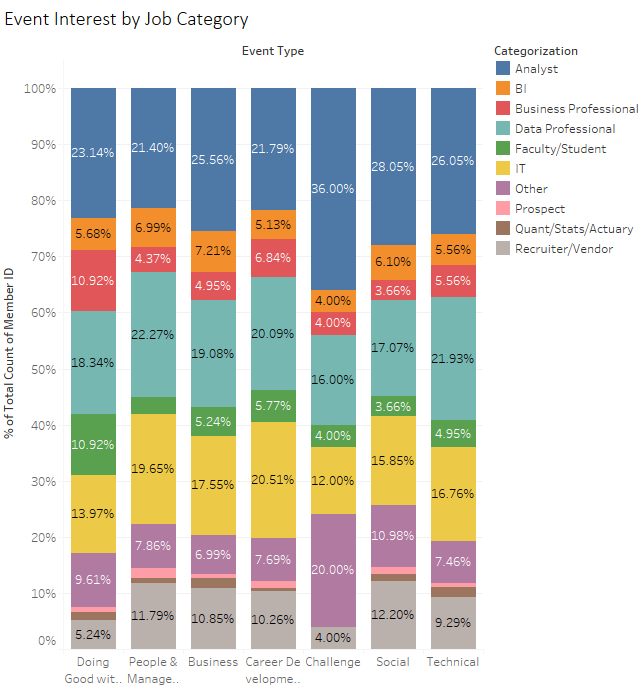 Event Interest by Job Category
Event Type
Categorization
Analyst
BI
Business Professional
Data Professional
Faculty/Student
IT
Other
Prospect
Quant/Stats/Actuary
Recruiter/Vendor
% of Total Count of Member ID
100%
90%
80%
70%
60%
50%
40%
30%
20%
10%
0%
23.14%
5.68%
10.92%
18.34%
10.92%
13.97%
9.61%
5.24%
21.40%
6.99%
4.37%
22.27%
19.65%
7.86%
11.79%
25.56%
7.21%
4.95%
19.08%
5.24%
17.55%
6.99%
10.85%
21.79%
5.13%
6.84%
20.09%
5.77%
20.51%
7.69%
10.26%
36.00%
4.00%
4.00%
16.00%
4.00%
12.00%
20.00%
4.00%
28.05%
6.10%
3.66%
17.07%
3.66%
15.85%
10.98%
12.20%
26.05%
5.56%
5.56%
21.93%
4.95%
16.76%
7.46%
9.29%
Doing
Good wit..
People &
Manage..
Business
Career De
velopme..
Challenge
Social
Technical